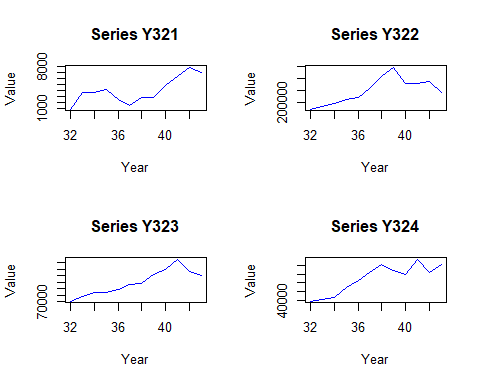 Series Y321
Value
1000
8000
32
36
40
Year
Series Y322
Value
200000
32
36
40
Year
Series Y323
Value
70000
32
36
40
Year
Series Y324
Value
40000
32
36
40
Year